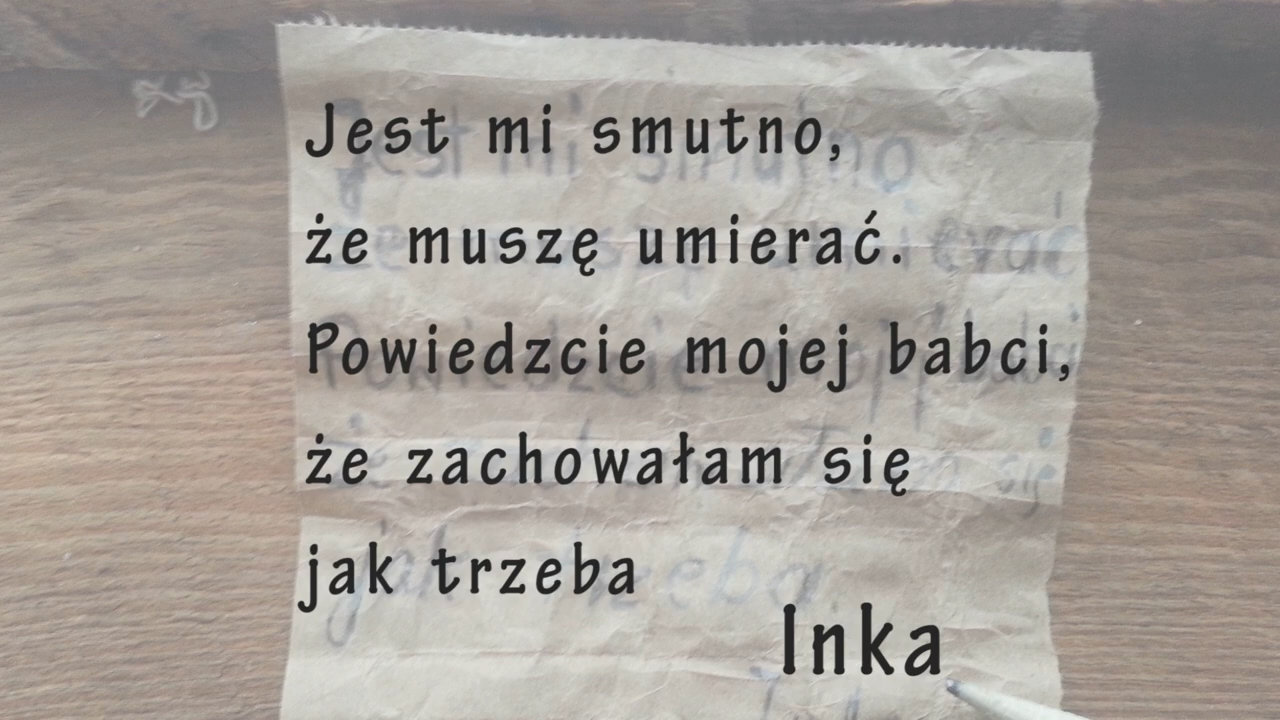 Jest mi smutno,
że muszę umierać.
Powiedzcie mojej babci,
że zachowałam się
jak trzeba
Inka